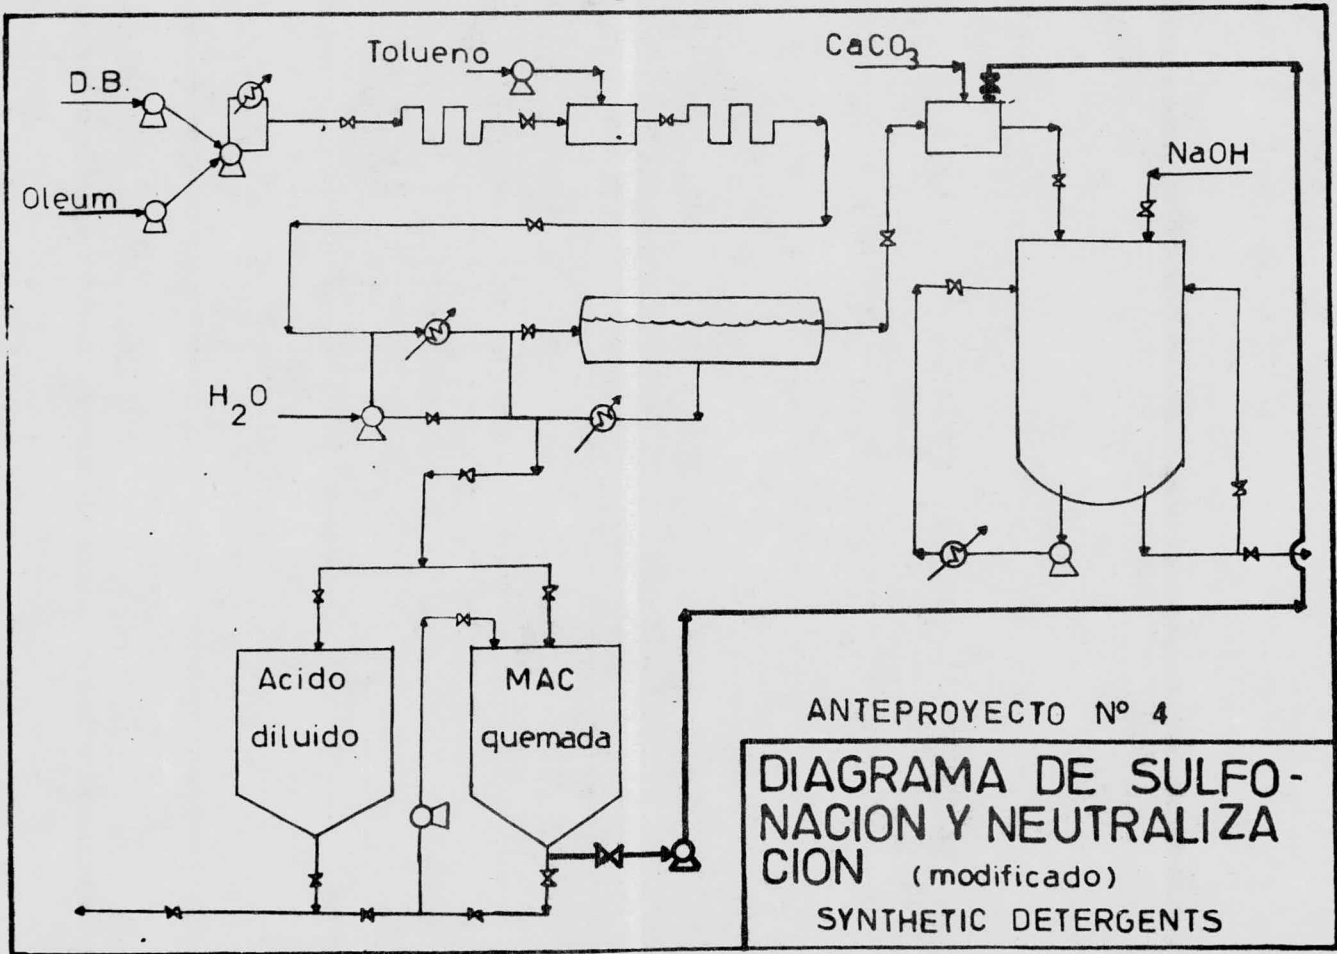 Tolueno
CaCO3
D.B.
NaOH
Oleum
H2O
Acido
diluido
MAC
quemada
ANTEPROYECTO Nº 4
DIAGRAMA DE SULFO-
NACION Y NEUTRALIZA
CION (modificado)
SYNTHETIC DETERGENTS